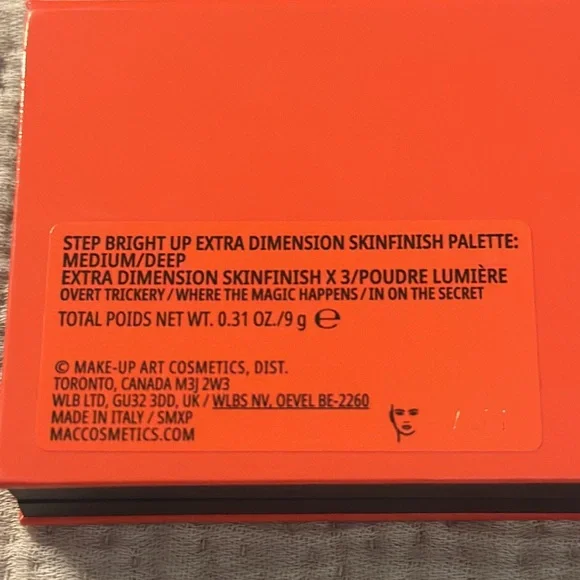 STEP BRIGHT UP EXTRA DIMENSION SKINFINISH PALETTE:
MEDIUM/DEEP
EXTRA DIMENSION SKINFINISH X 3/POUDRE LUMIÈRE
OVERT TRICKERY / WHERE THE MAGIC HAPPENS / IN ON THE SECRET
TOTAL POIDS NET WT. 0.31 OZ./9 g ℮
© MAKE-UP ART COSMETICS, DIST.
TORONTO, CANADA M3J 2W3
WLB LTD, GU32 3DD, UK / WLBS NV, OEVEL BE-2260
MADE IN ITALY / SMXP
MACCOSMETICS.COM